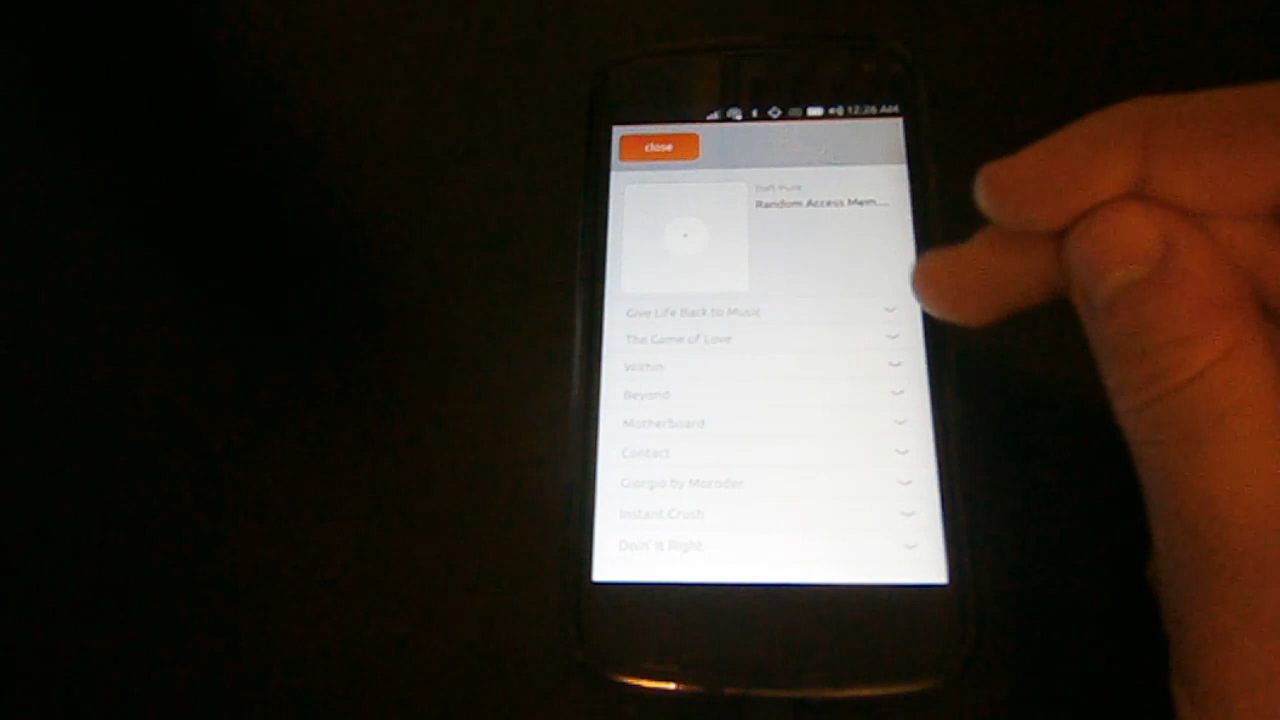 12:26 AM
close
Daft Punk
Random Access Mem...
Give Life Back to Music
The Game of Love
Within
Beyond
Motherboard
Contact
Giorgio by Moroder
Instant Crush
Doin' it Right